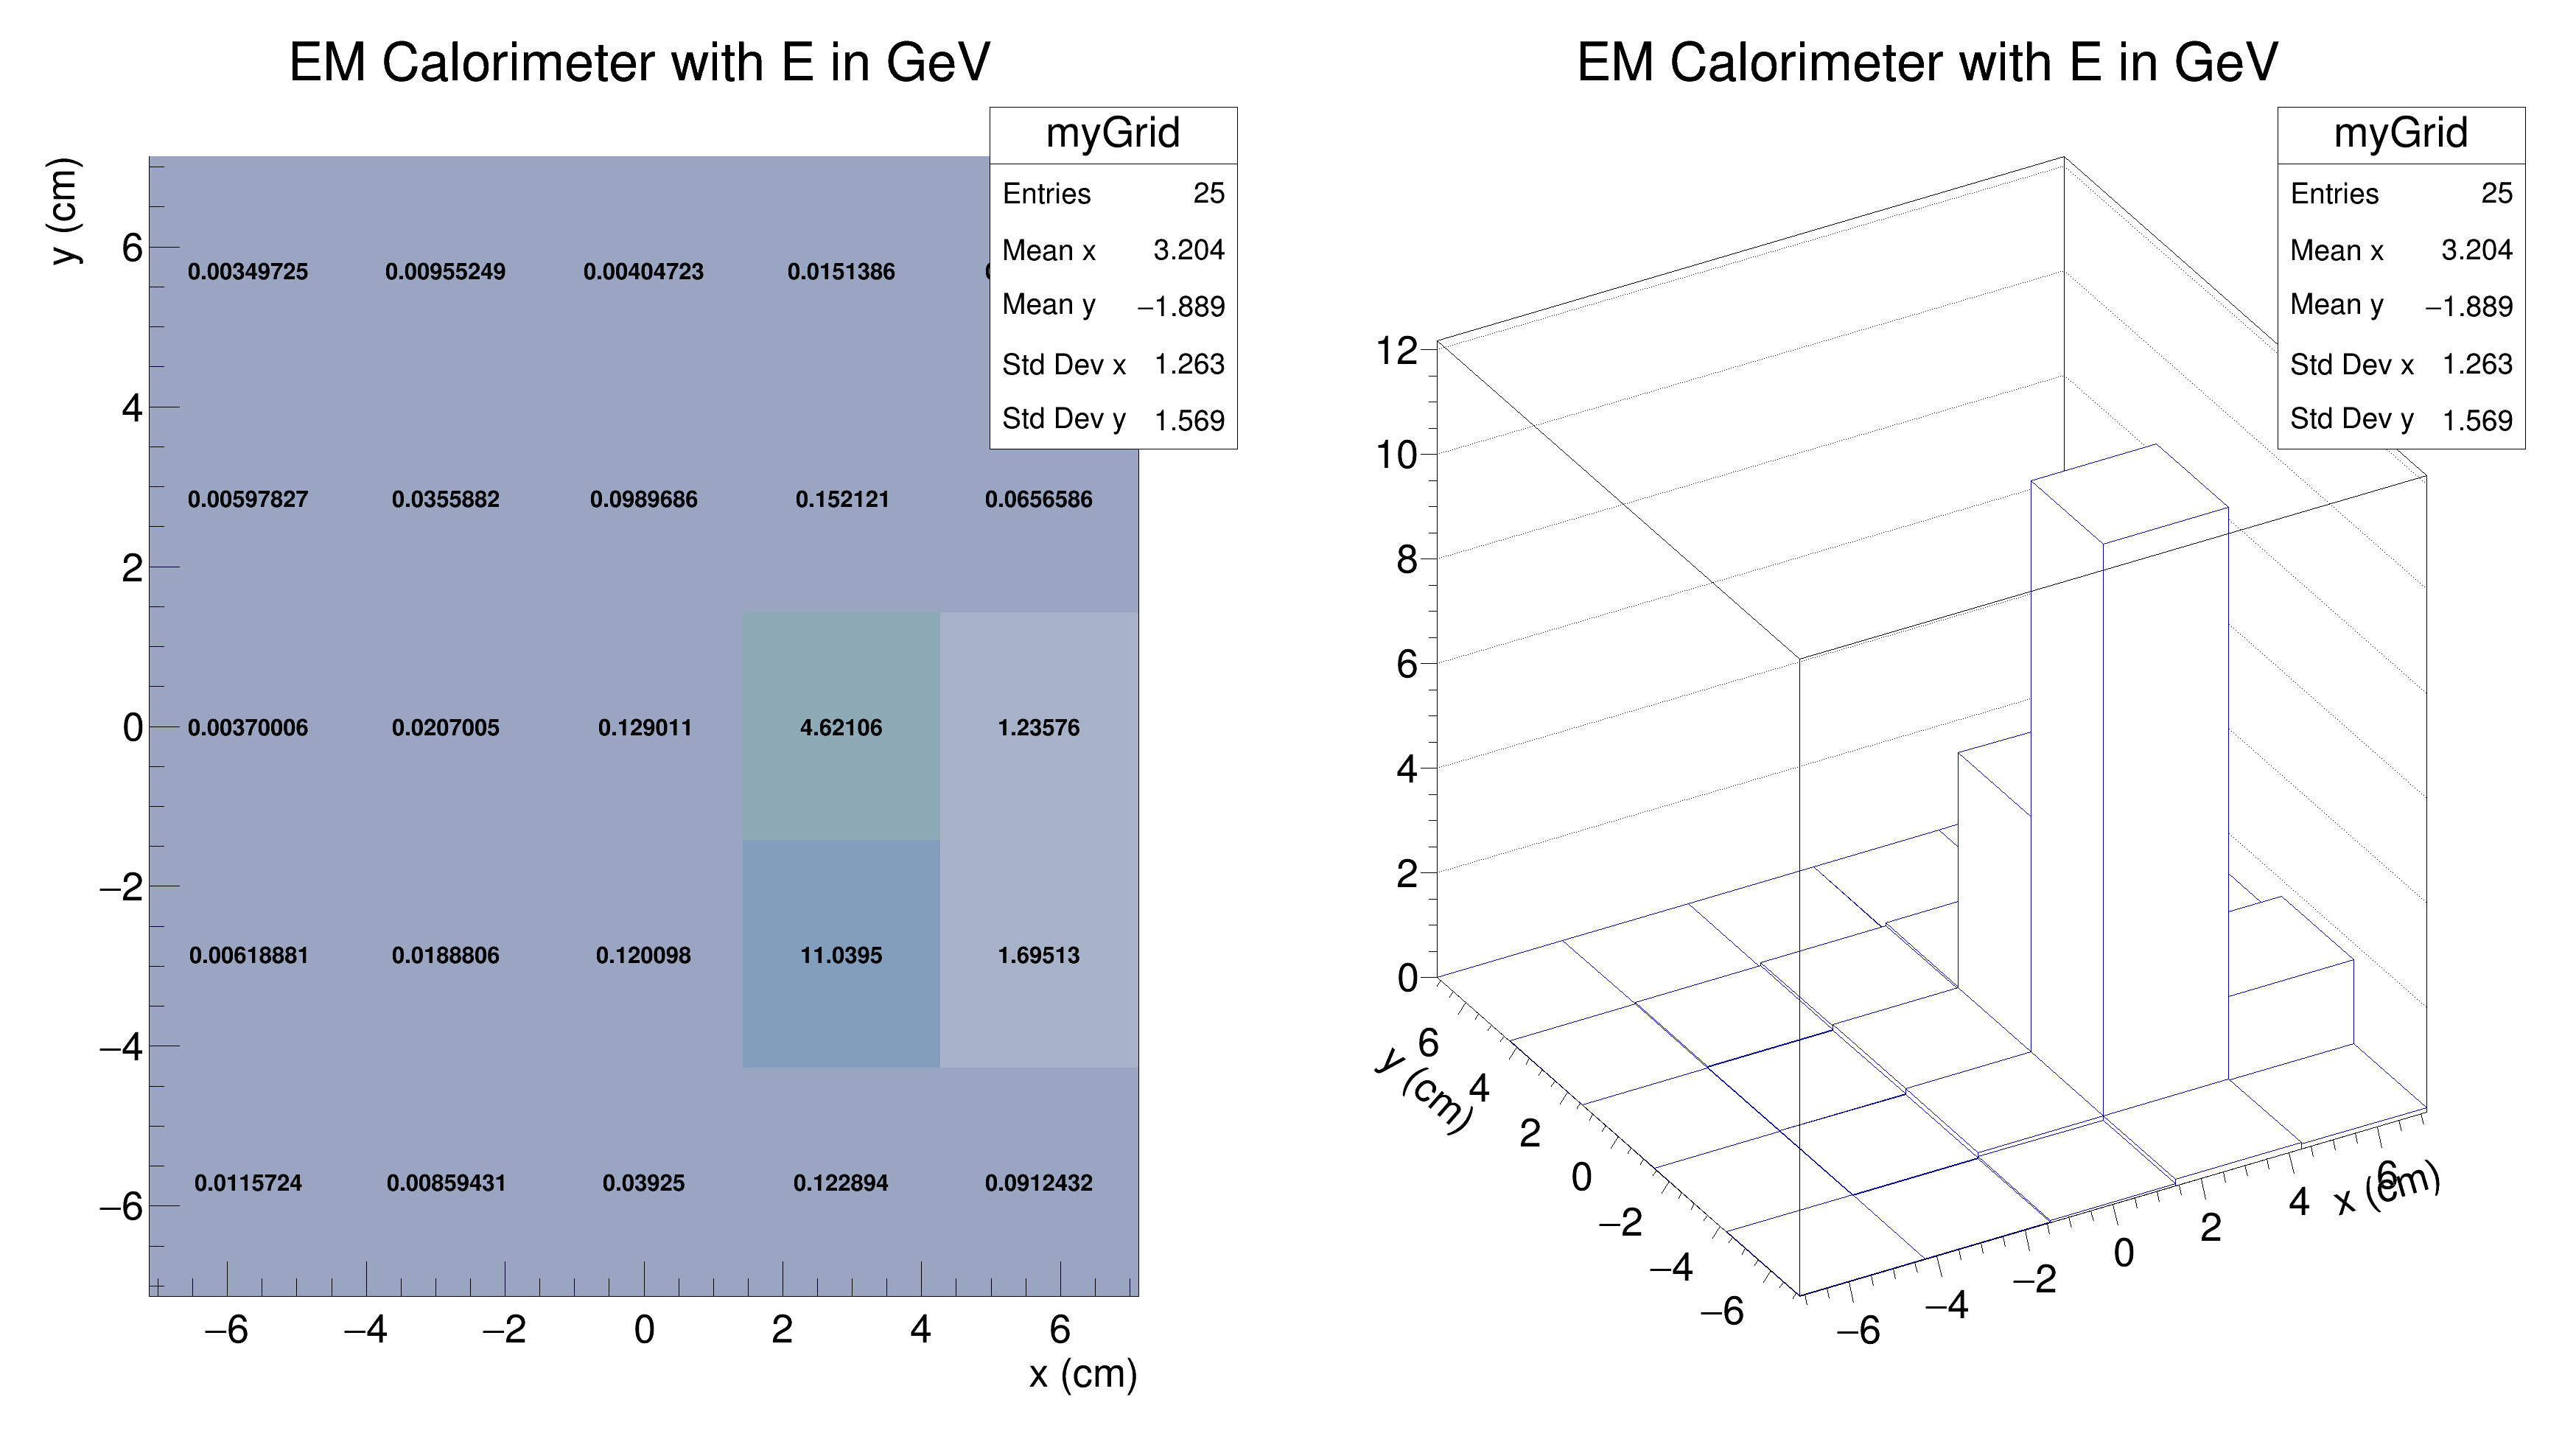 EM Calorimeter with E in GeV
myGrid
Entries 25
Mean x 3.204
Mean y −1.889
Std Dev x 1.263
Std Dev y 1.569
y (cm)
6
4
2
0
−2
−4
−6
0.00349725 0.00955249 0.00404723 0.0151386
0.00597827 0.0355882 0.0989686 0.152121 0.0656586
0.00370006 0.0207005 0.129011 4.62106 1.23576
0.00618881 0.0188806 0.120098 11.0395 1.69513
0.0115724 0.00859431 0.03925 0.122894 0.0912432
−6 −4 −2 0 2 4 6
x (cm)
EM Calorimeter with E in GeV
myGrid
Entries 25
Mean x 3.204
Mean y −1.889
Std Dev x 1.263
Std Dev y 1.569
12
10
8
6
4
2
0
y (cm)
6
4
2
0
−2
−4
−6
−6 −4 −2 0 2 4 6
x (cm)